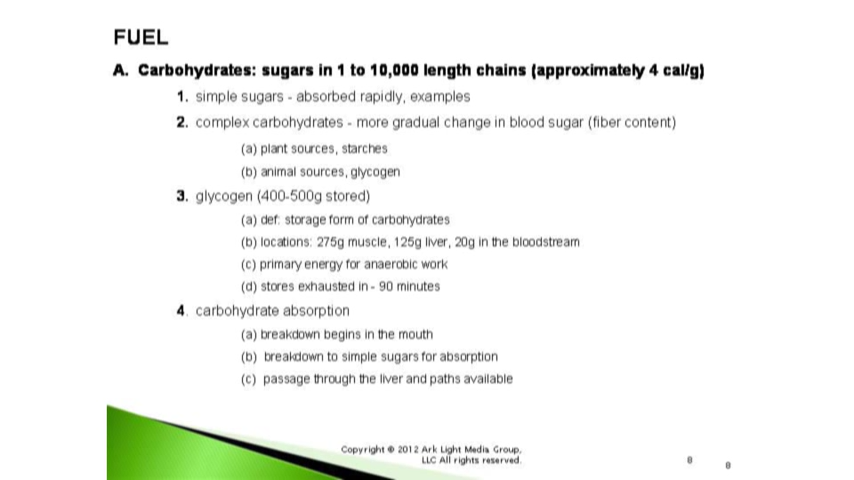 FUEL
A. Carbohydrates: sugars in 1 to 10,000 length chains (approximately 4 cal/g)
1. simple sugars - absorbed rapidly, examples
2. complex carbohydrates - more gradual change in blood sugar (fiber content)
(a) plant sources, starches
(b) animal sources, glycogen
3. glycogen (400-500g stored)
(a) def: storage form of carbohydrates
(b) locations: 275g muscle, 125g liver, 20g in the bloodstream
(c) primary energy for anaerobic work
(d) stores exhausted in - 90 minutes
4. carbohydrate absorption
(a) breakdown begins in the mouth
(b) breakdown to simple sugars for absorption
(c) passage through the liver and paths available
Copyright © 2012 Ark Light Media Group,
LLC All rights reserved.
8
8